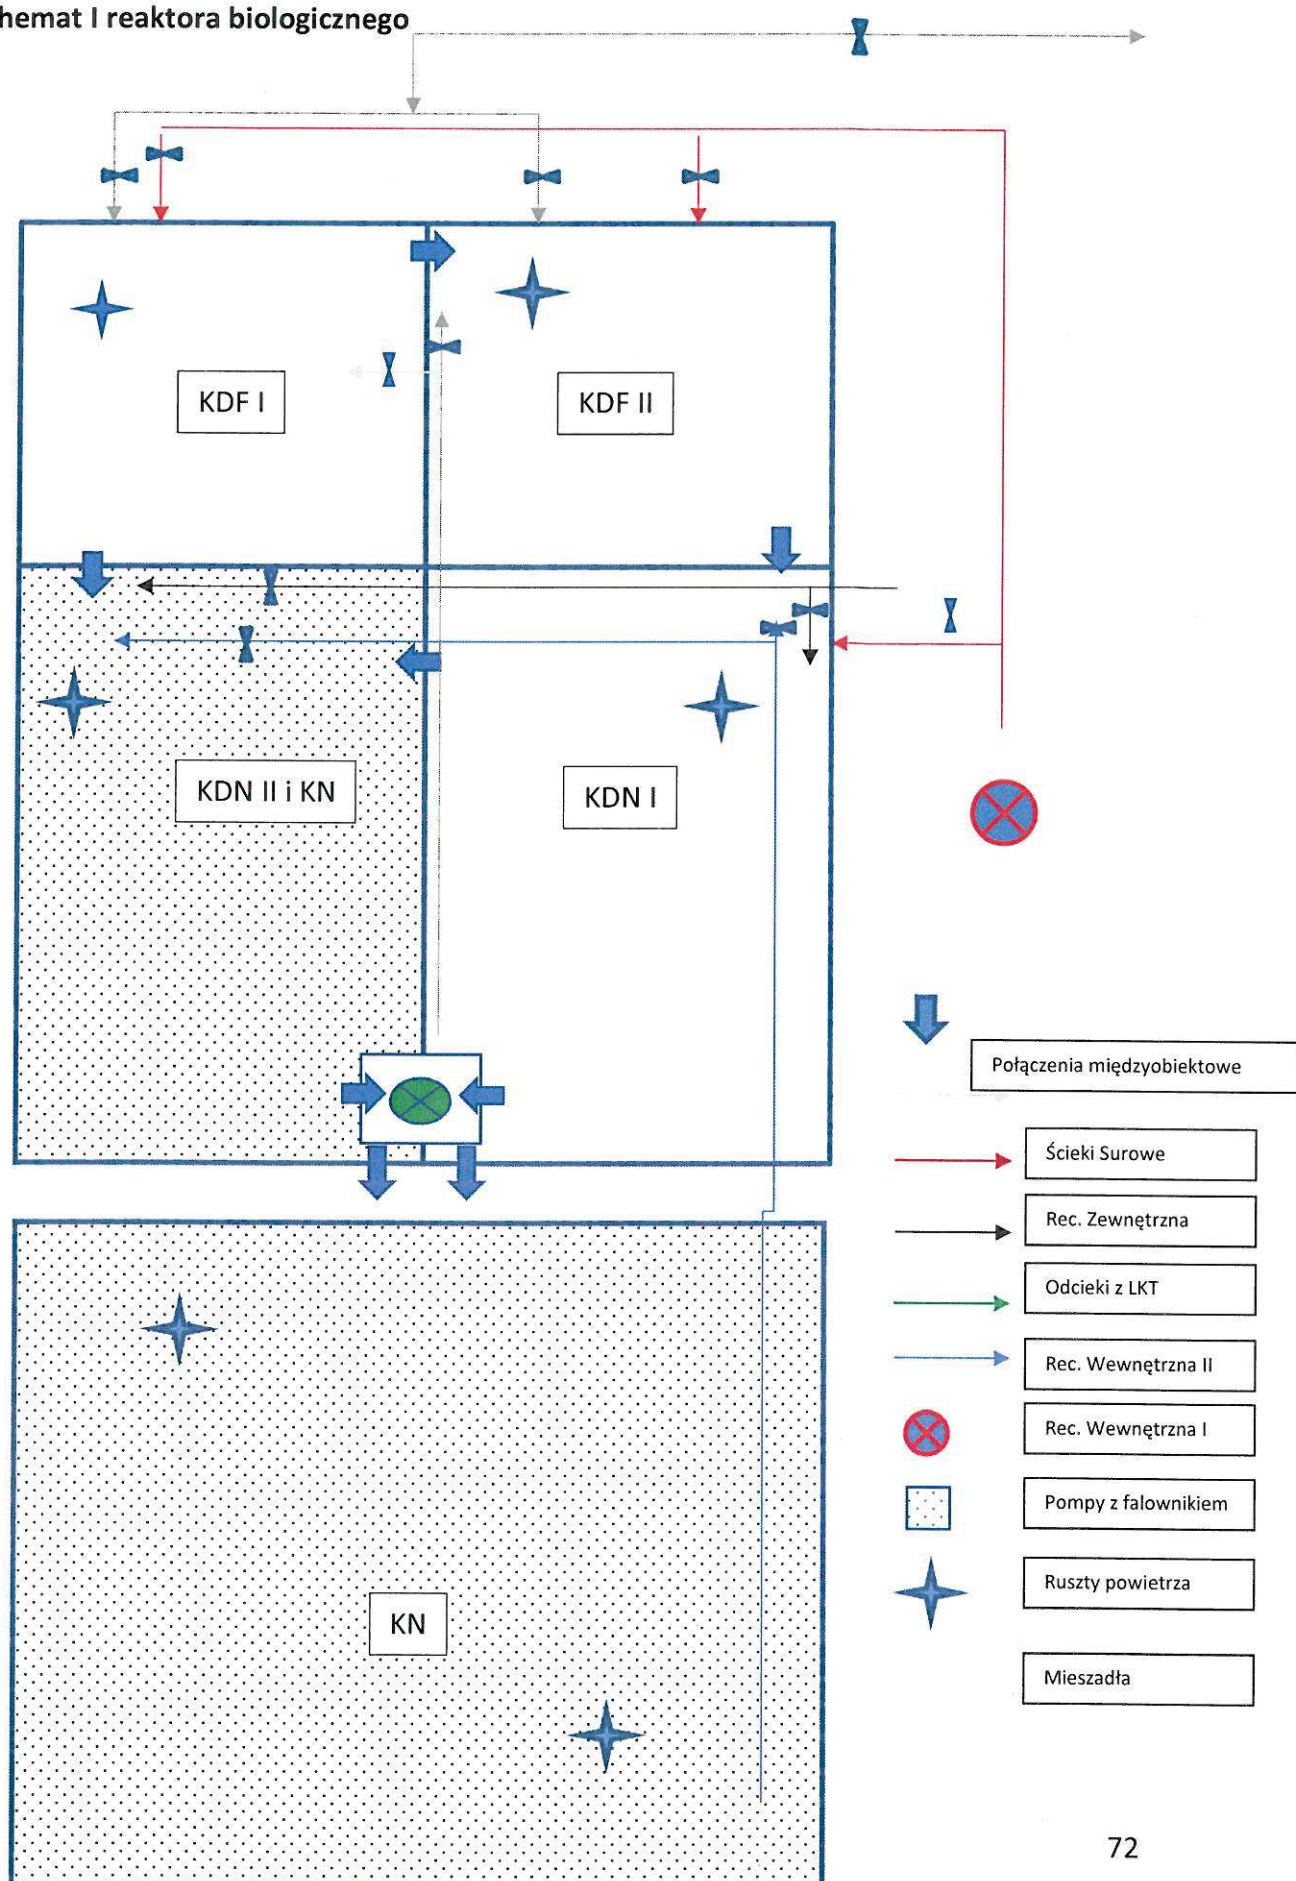 hemat I reaktora biologicznego
KDF I
KDF II
KDN II i KN
KDN I
Połączenia międzyobiektowe
Ścieki Surowe
Rec. Zewnętrzna
Odcieki z LKT
Rec. Wewnętrzna II
Rec. Wewnętrzna I
Pompy z falownikiem
Ruszty powietrza
KN
Mieszadła
72